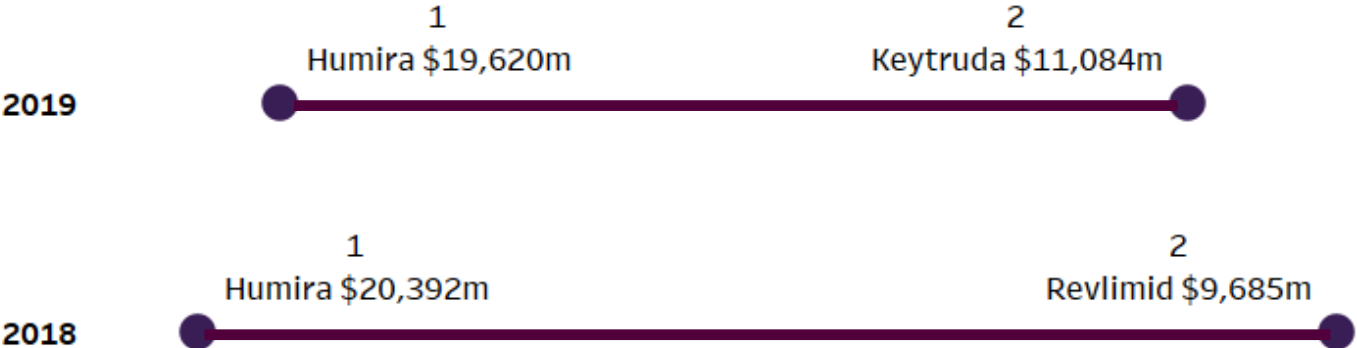 1 2
Humira $19,620m Keytruda $11,084m
2019
1 2
Humira $20,392m Revlimid $9,685m
2018